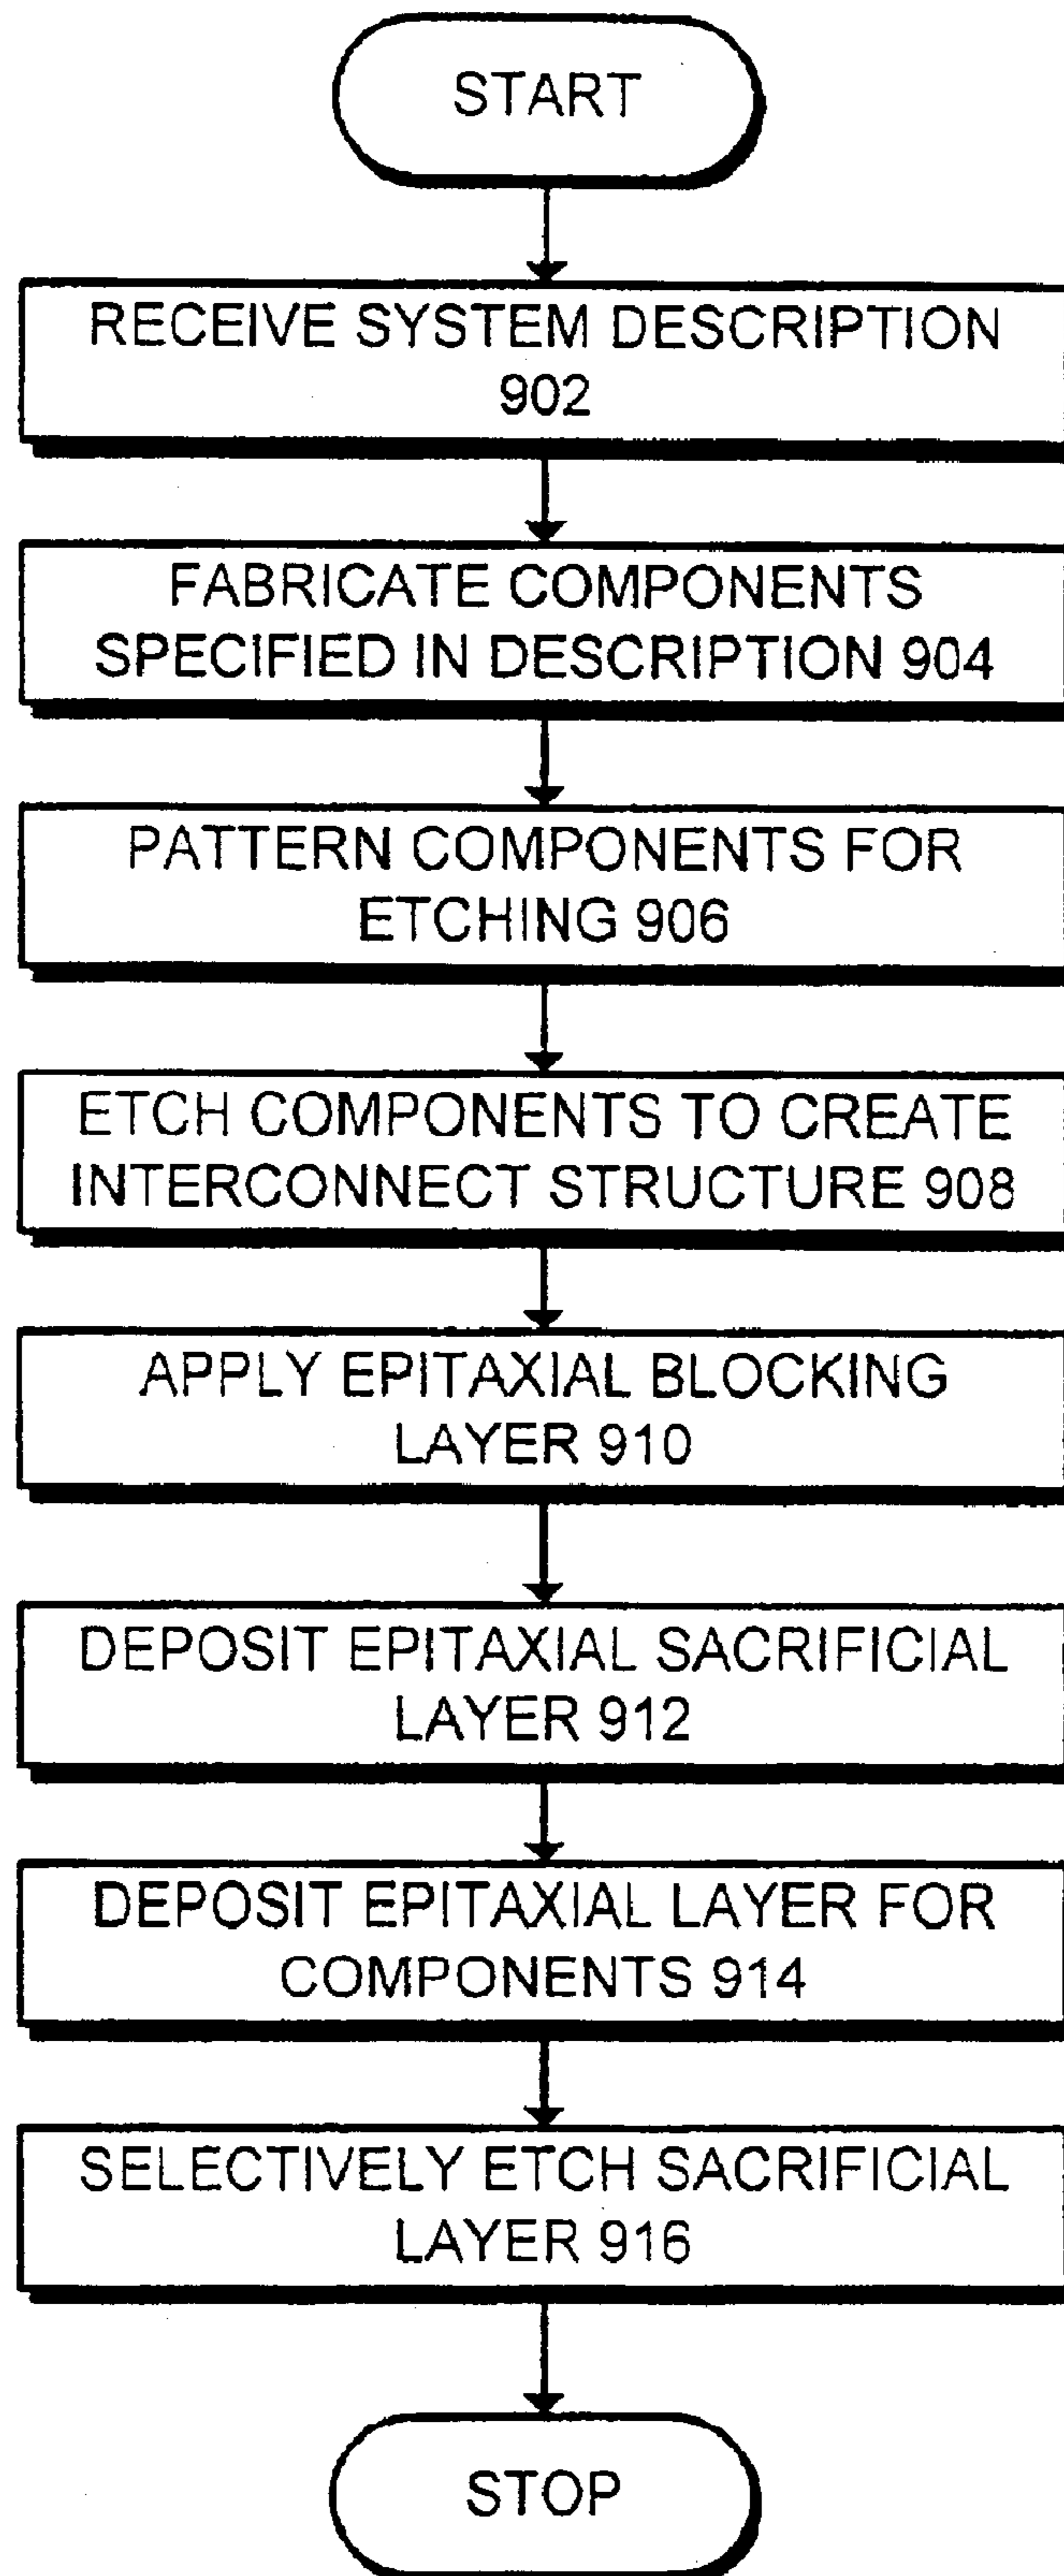 START
RECEIVE SYSTEM DESCRIPTION
902
FABRICATE COMPONENTS
SPECIFIED IN DESCRIPTION 904
PATTERN COMPONENTS FOR
ETCHING 906
ETCH COMPONENTS TO CREATE
INTERCONNECT STRUCTURE 908
APPLY EPITAXIAL BLOCKING
LAYER 910
DEPOSIT EPITAXIAL SACRIFICIAL
LAYER 912
DEPOSIT EPITAXIAL LAYER FOR
COMPONENTS 914
SELECTIVELY ETCH SACRIFICIAL
LAYER 916
STOP